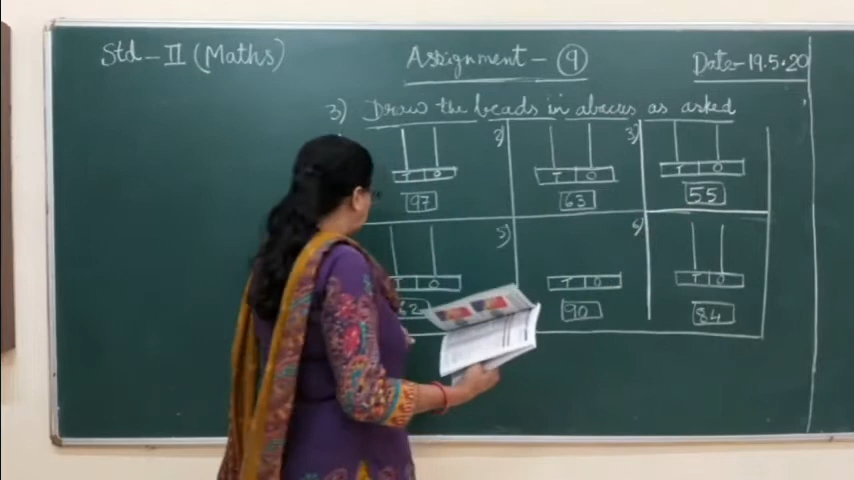 Std-II (Maths) Assignment-9 Date-19.5.20
3) Draw the beads in abacus as asked
2) 3)
T O T O T O
97 63 55
5) 6)
T O T O T O
62 90 84